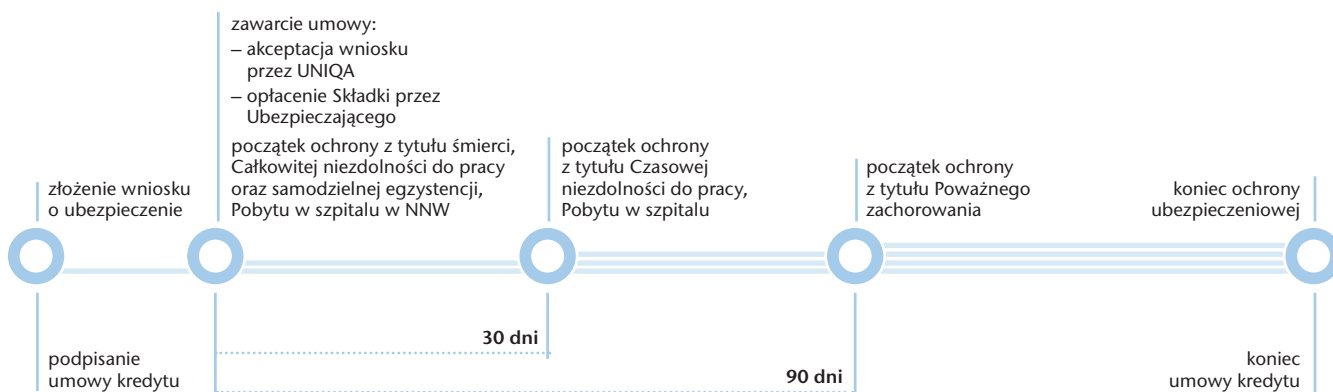 zawarcie umowy:
– akceptacja wniosku
przez UNIQA
– opłacenie Składki przez
Ubezpieczającego
złożenie wniosku
o ubezpieczenie
początek ochrony z tytułu śmierci,
Całkowitej niezdolności do pracy
oraz samodzielnej egzystencji,
Pobytu w szpitalu w NNW
początek ochrony
z tytułu Czasowej
niezdolności do pracy,
Pobytu w szpitalu
początek ochrony
z tytułu Poważnego
zachorowania
koniec ochrony
ubezpieczeniowej
30 dni
podpisanie
umowy kredytu
90 dni
koniec
umowy kredytu